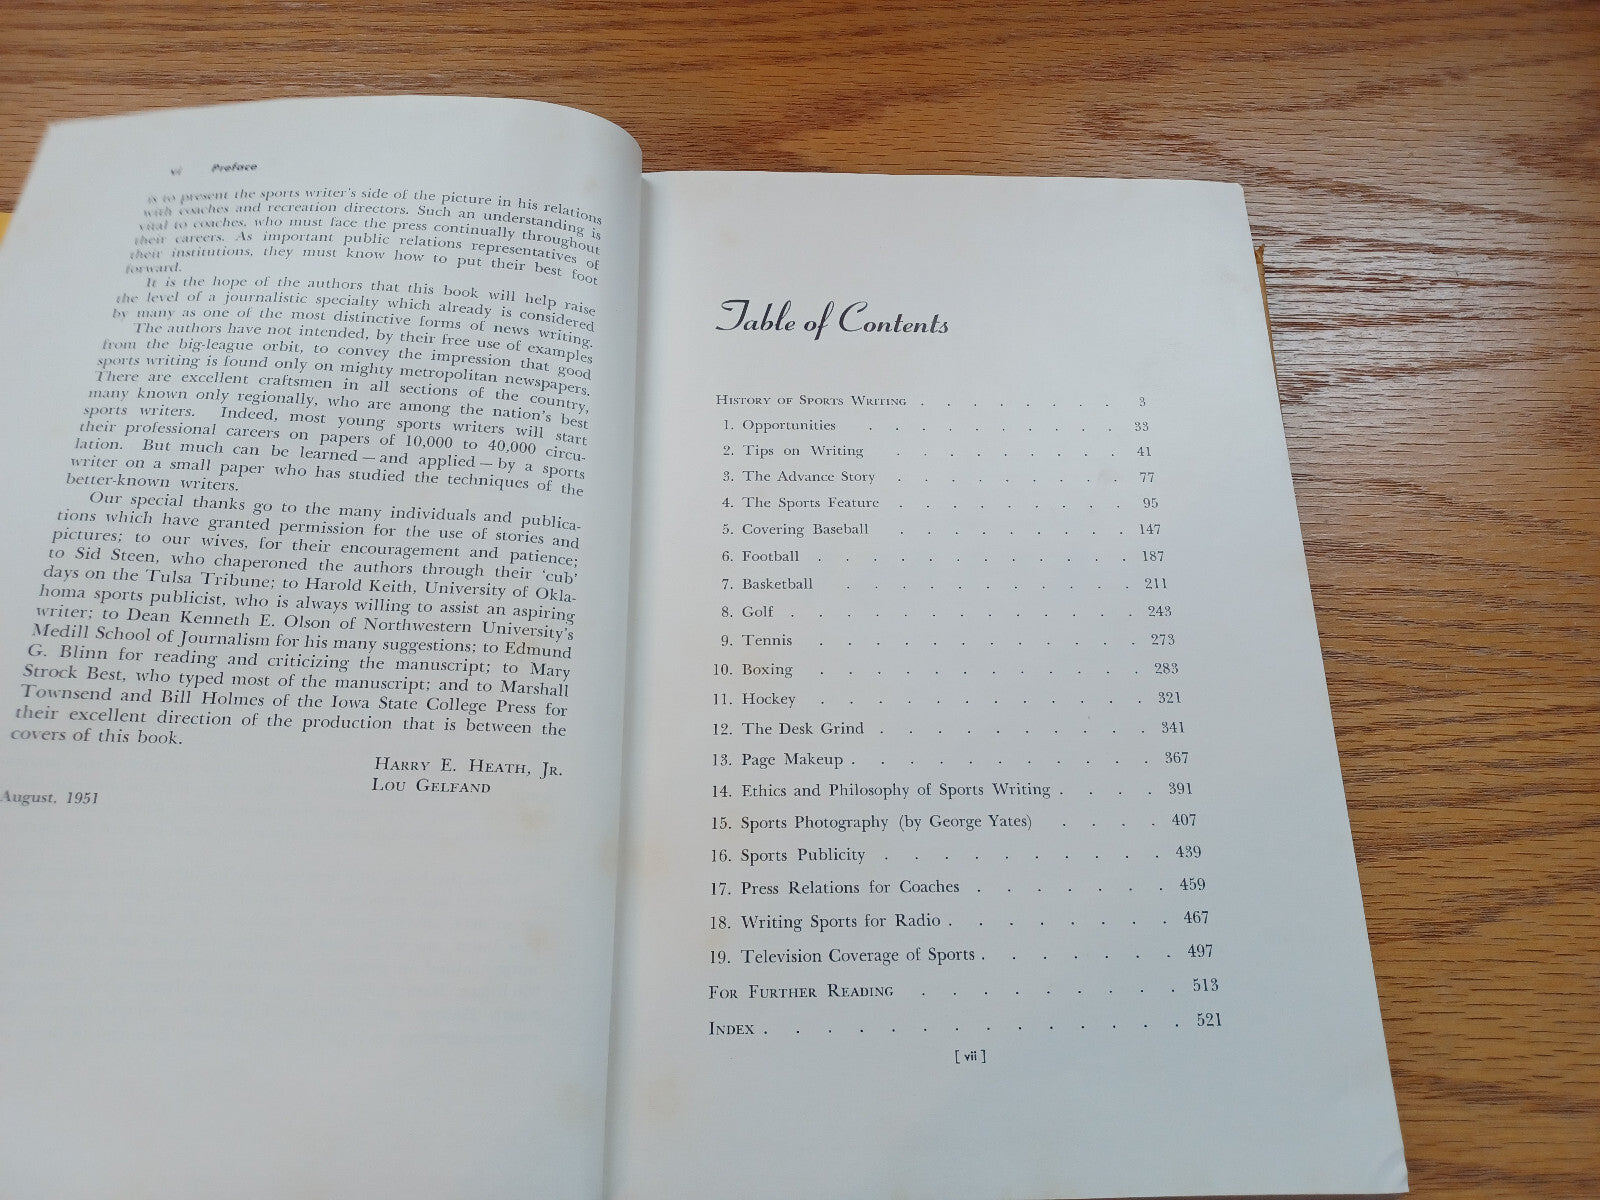 vi Preface
is to present the sports writer's side of the picture in his relations
with coaches and recreation directors. Such an understanding is
vital to coaches, who must face the press continually throughout
their careers. As important public relations representatives of
their institutions, they must know how to put their best foot
forward.
It is the hope of the authors that this book will help raise
the level of a journalistic specialty which already is considered
by many as one of the most distinctive forms of news writing.
The authors have not intended, by their free use of examples
from the big-league orbit, to convey the impression that good
sports writing is found only on mighty metropolitan newspapers.
There are excellent craftsmen in all sections of the country,
many known only regionally, who are among the nation's best
sports writers. Indeed, most young sports writers will start
their professional careers on papers of 10,000 to 40,000 circu-
lation. But much can be learned — and applied — by a sports
writer on a small paper who has studied the techniques of the
better-known writers.
Our special thanks go to the many individuals and publica-
tions which have granted permission for the use of stories and
pictures; to our wives, for their encouragement and patience;
to Sid Steen, who chaperoned the authors through their 'cub'
days on the Tulsa Tribune; to Harold Keith, University of Okla-
homa sports publicist, who is always willing to assist an aspiring
writer; to Dean Kenneth E. Olson of Northwestern University's
Medill School of Journalism for his many suggestions; to Edmund
G. Blinn for reading and criticizing the manuscript; to Mary
Strock Best, who typed most of the manuscript; and to Marshall
Townsend and Bill Holmes of the Iowa State College Press for
their excellent direction of the production that is between the
covers of this book.
HARRY E. HEATH, JR.
LOU GELFAND
August, 1951
Table of Contents
HISTORY OF SPORTS WRITING . . . . . . . . 3
1. Opportunities . . . . . . . . . . 33
2. Tips on Writing . . . . . . . . . 41
3. The Advance Story . . . . . . . . . 77
4. The Sports Feature . . . . . . . . . 95
5. Covering Baseball . . . . . . . . . 147
6. Football . . . . . . . . . . . 187
7. Basketball . . . . . . . . . . . 211
8. Golf . . . . . . . . . . . . . 243
9. Tennis . . . . . . . . . . . . 273
10. Boxing . . . . . . . . . . . . 283
11. Hockey . . . . . . . . . . . . 321
12. The Desk Grind . . . . . . . . . . 341
13. Page Makeup . . . . . . . . . . . 367
14. Ethics and Philosophy of Sports Writing . . . . 391
15. Sports Photography (by George Yates) . . . . 407
16. Sports Publicity . . . . . . . . . . 439
17. Press Relations for Coaches . . . . . . . 459
18. Writing Sports for Radio . . . . . . . . 467
19. Television Coverage of Sports . . . . . . . 497
FOR FURTHER READING . . . . . . . . . 513
INDEX . . . . . . . . . . . . . . 521
[ vii ]